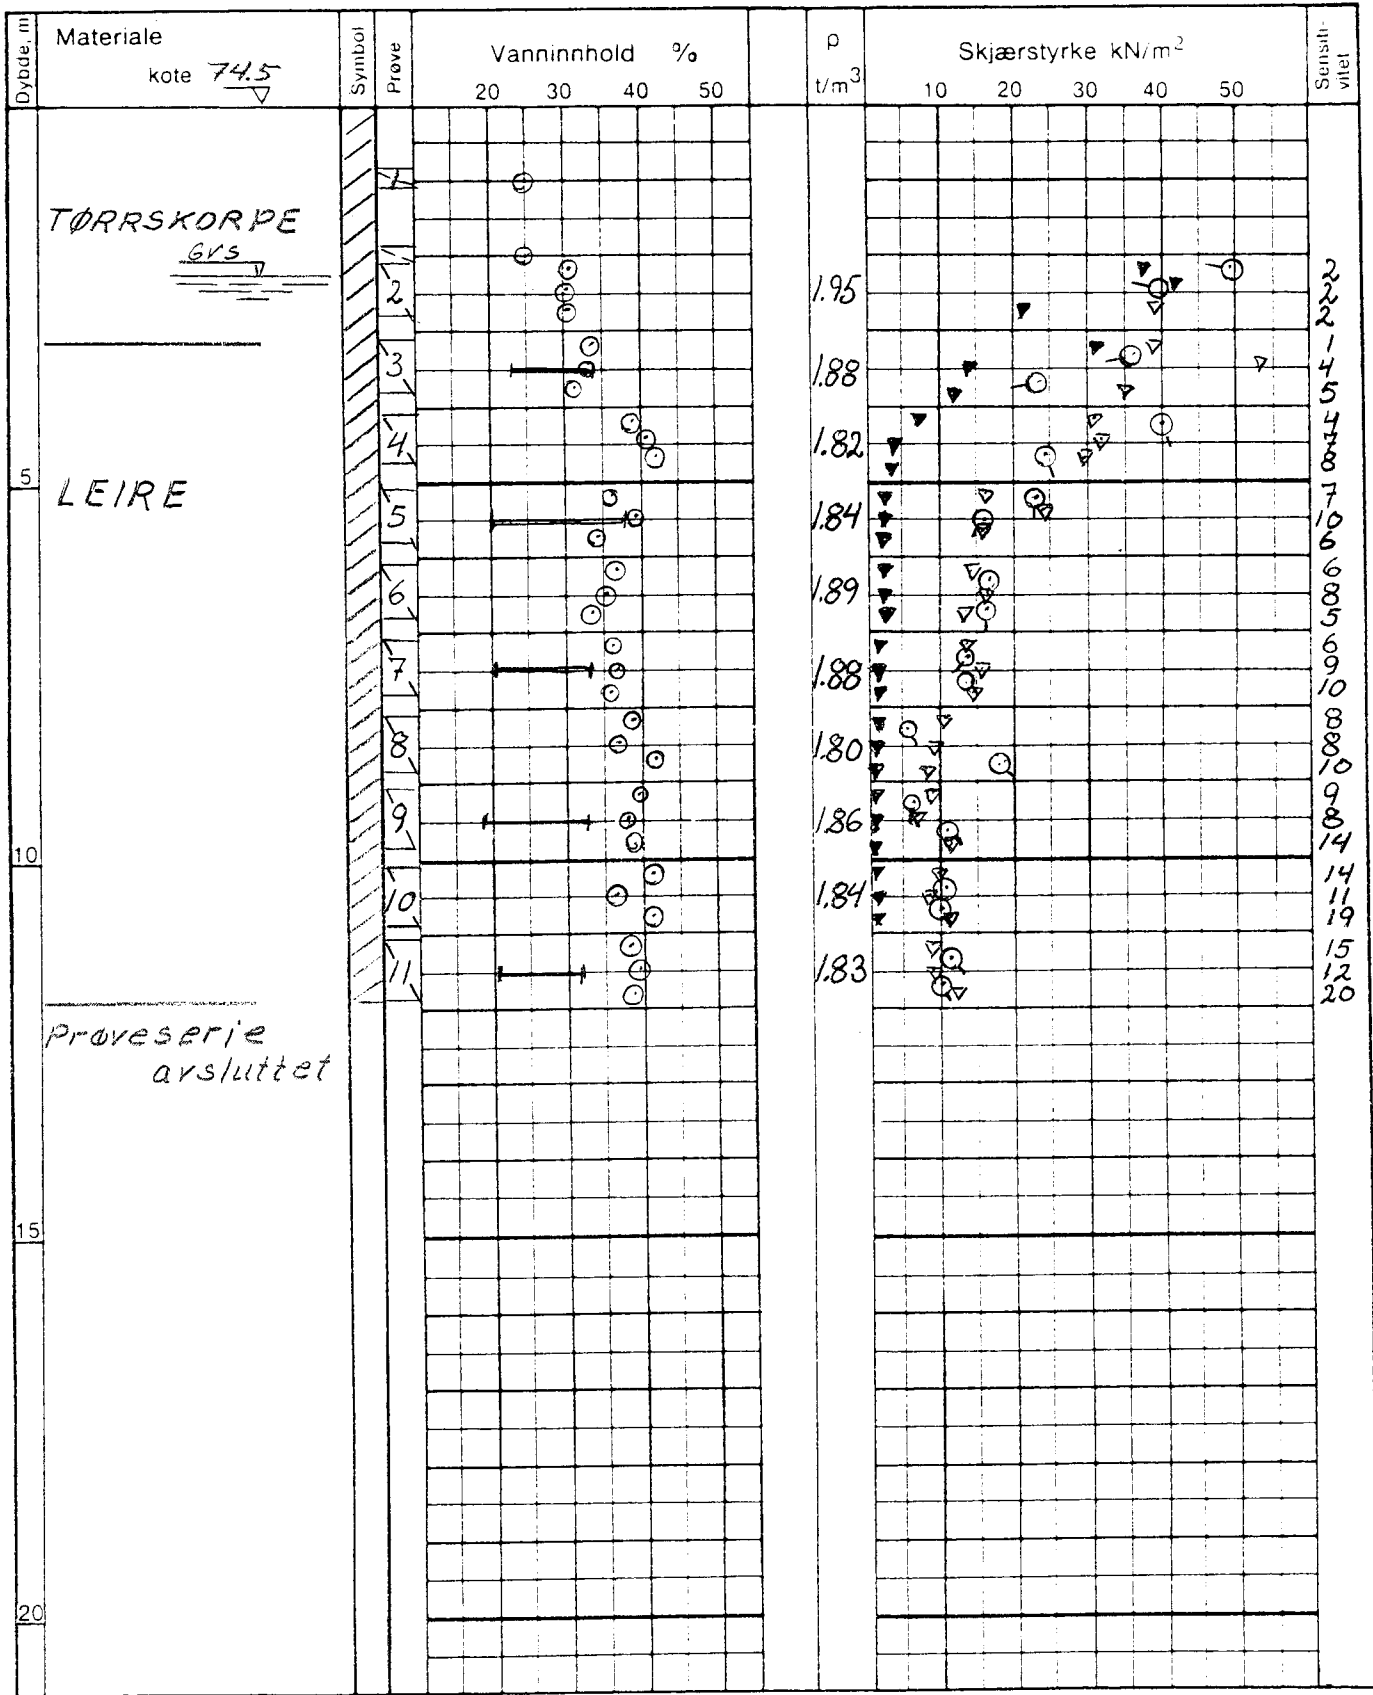 Dybde, m
Materiale
kote 74.5
Symbol
Prøve
Vanninnhold %
20 30 40 50
ρ
t/m³
Skjærstyrke kN/m²
10 20 30 40 50
Sensiti-
vitet
1
TØRRSKORPE
GVS
2 1.95 2
2
2
3 1.88 1
4
5
4 1.82 4
7
8
5
LEIRE
5 1.84 7
10
6
6 1.89 6
8
5
7 1.88 6
9
10
8 1.80 8
8
10
9 1.86 9
8
14
10
10 1.84 14
11
19
11 1.83 15
12
20
Prøveserie
avsluttet
15
20